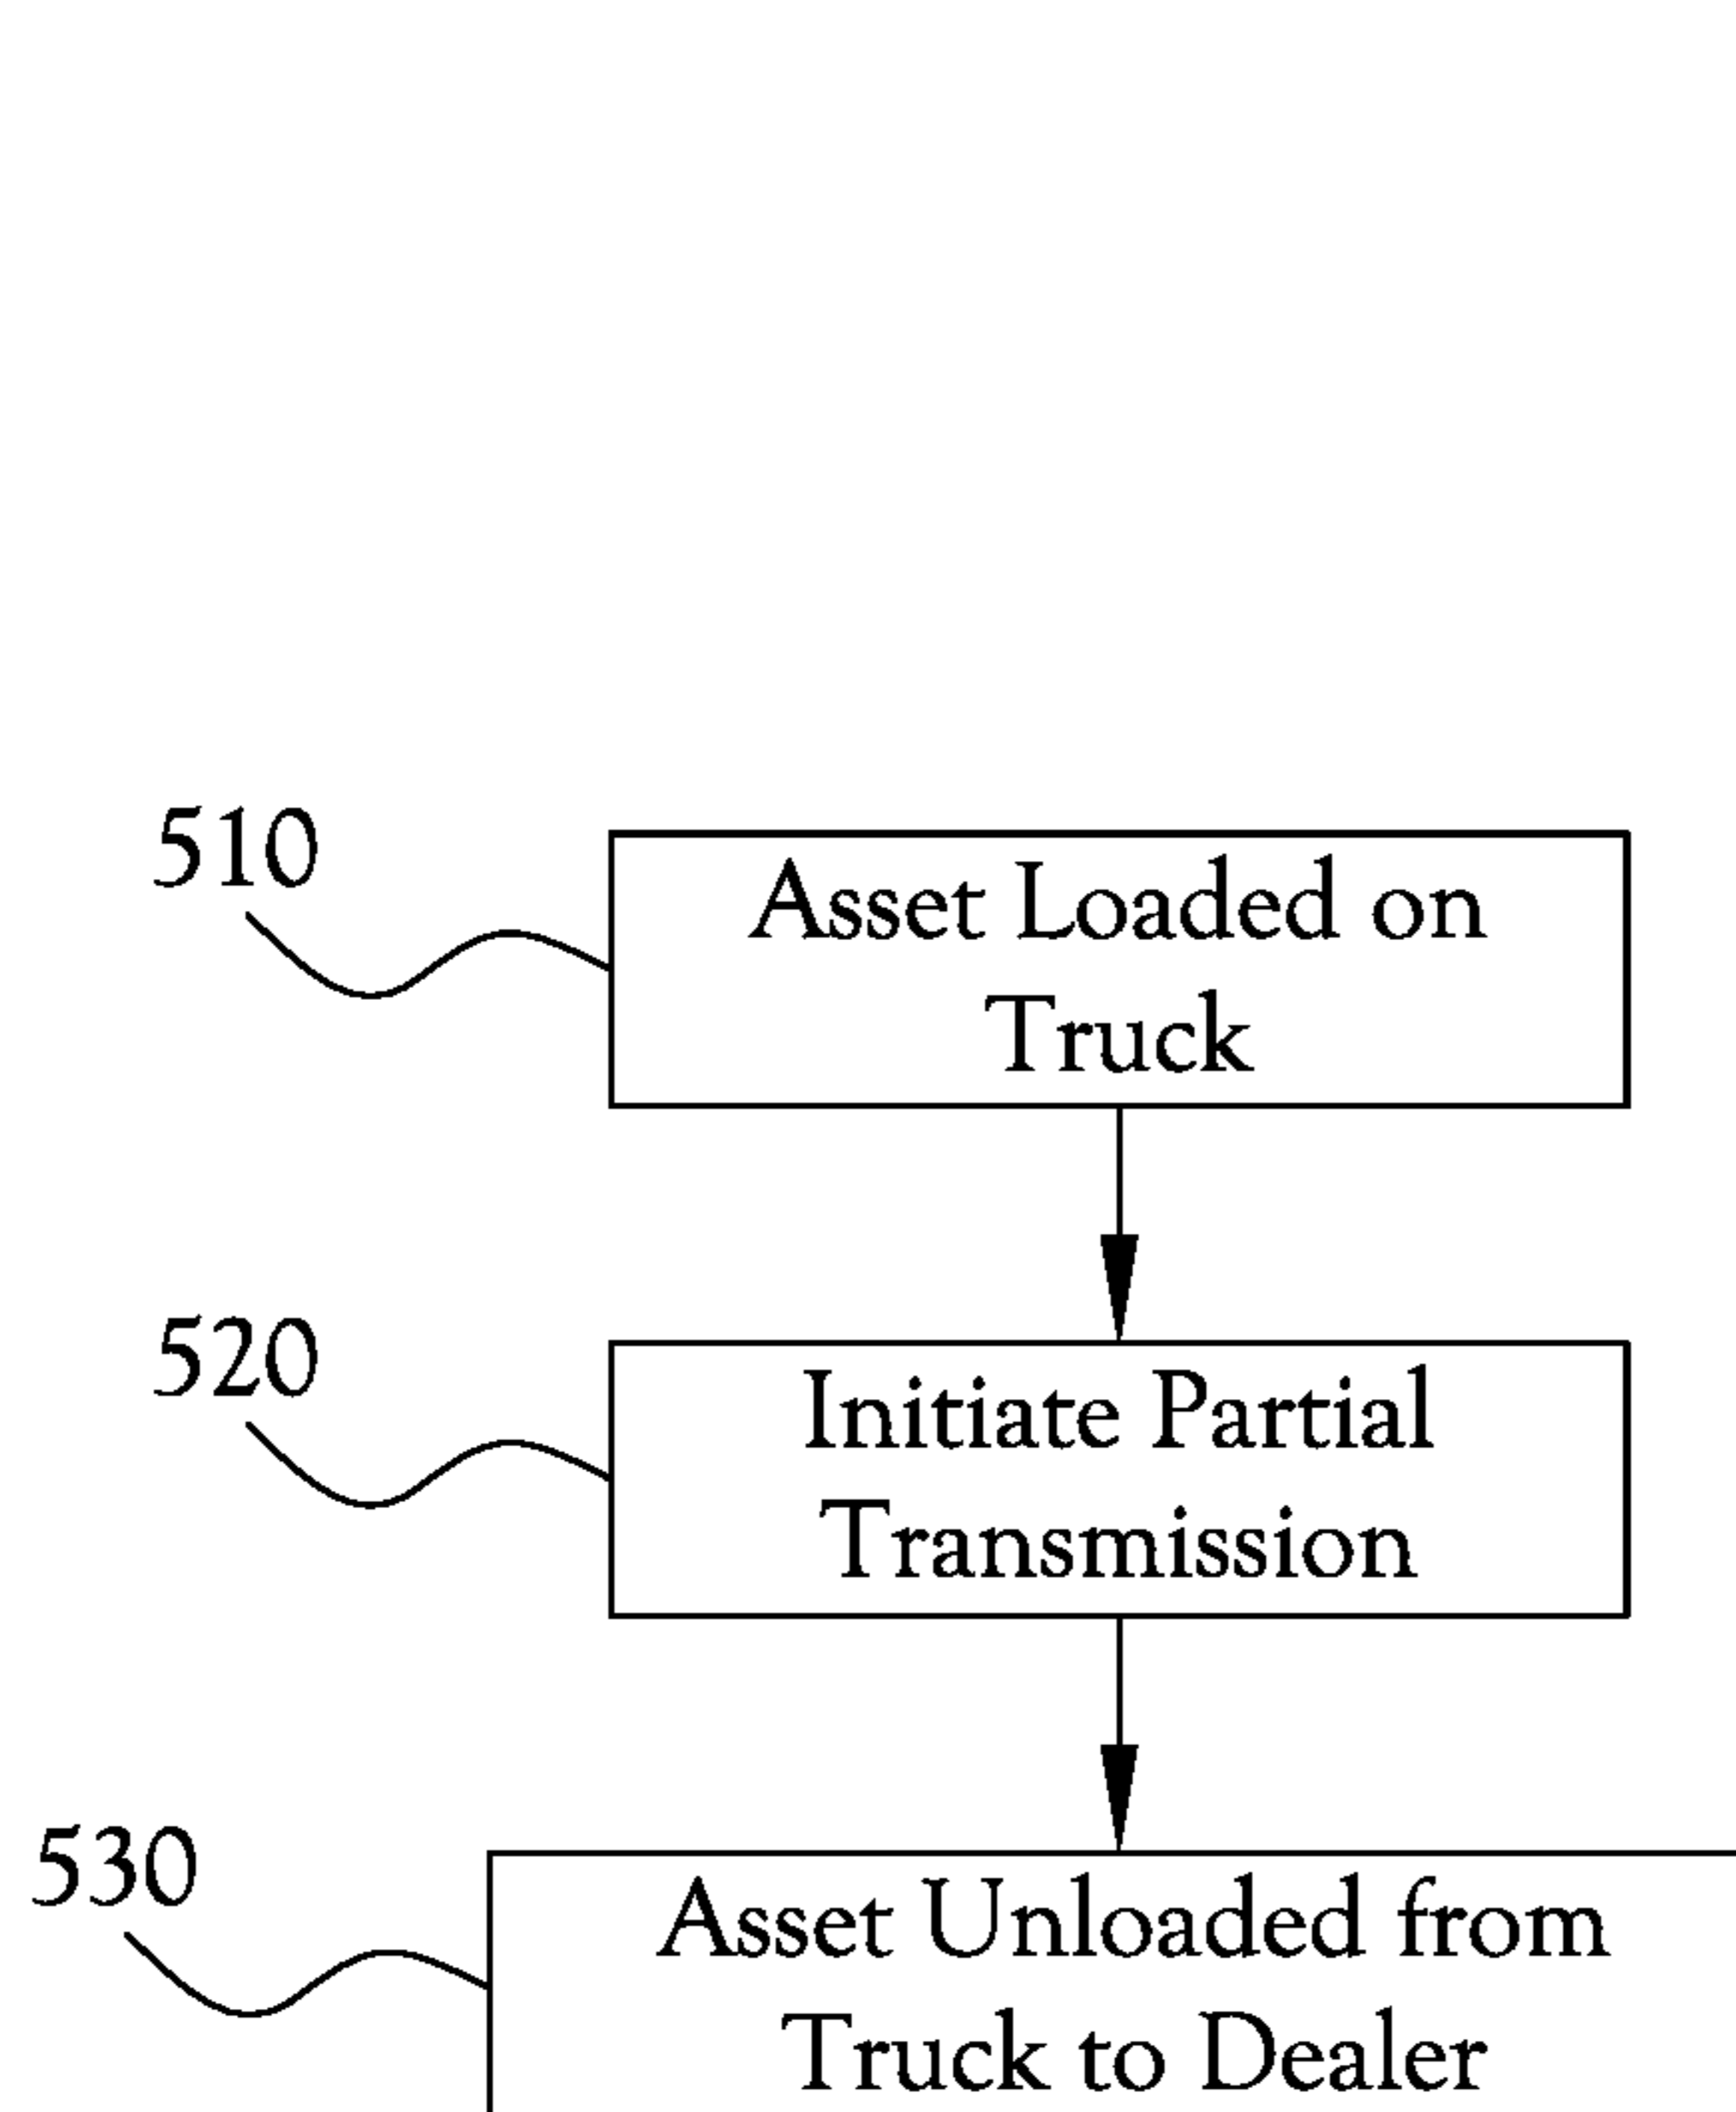 510
Asset Loaded on
Truck
520
Initiate Partial
Transmission
530
Asset Unloaded from
Truck to Dealer